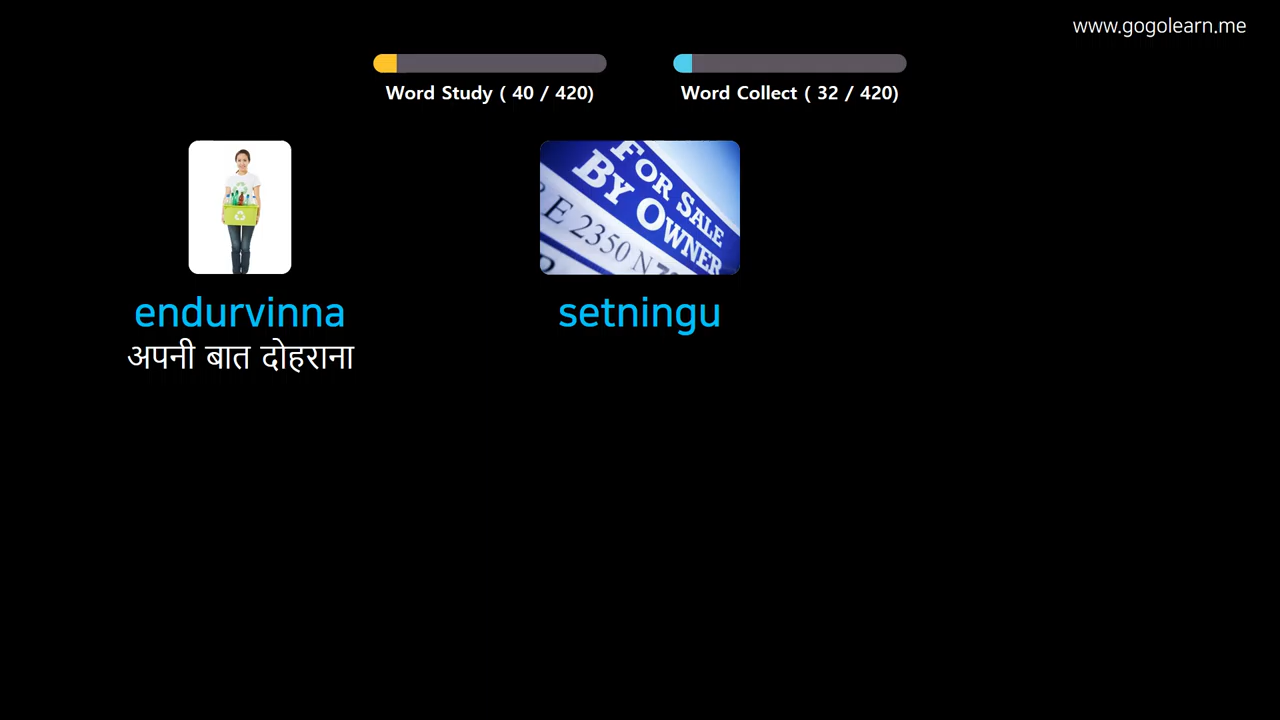 www.gogolearn.me
Word Study ( 40 / 420)
Word Collect ( 32 / 420)
FOR SALE
BY OWNER
E 2350 N
endurvinna
setningu
अपनी बात दोहराना